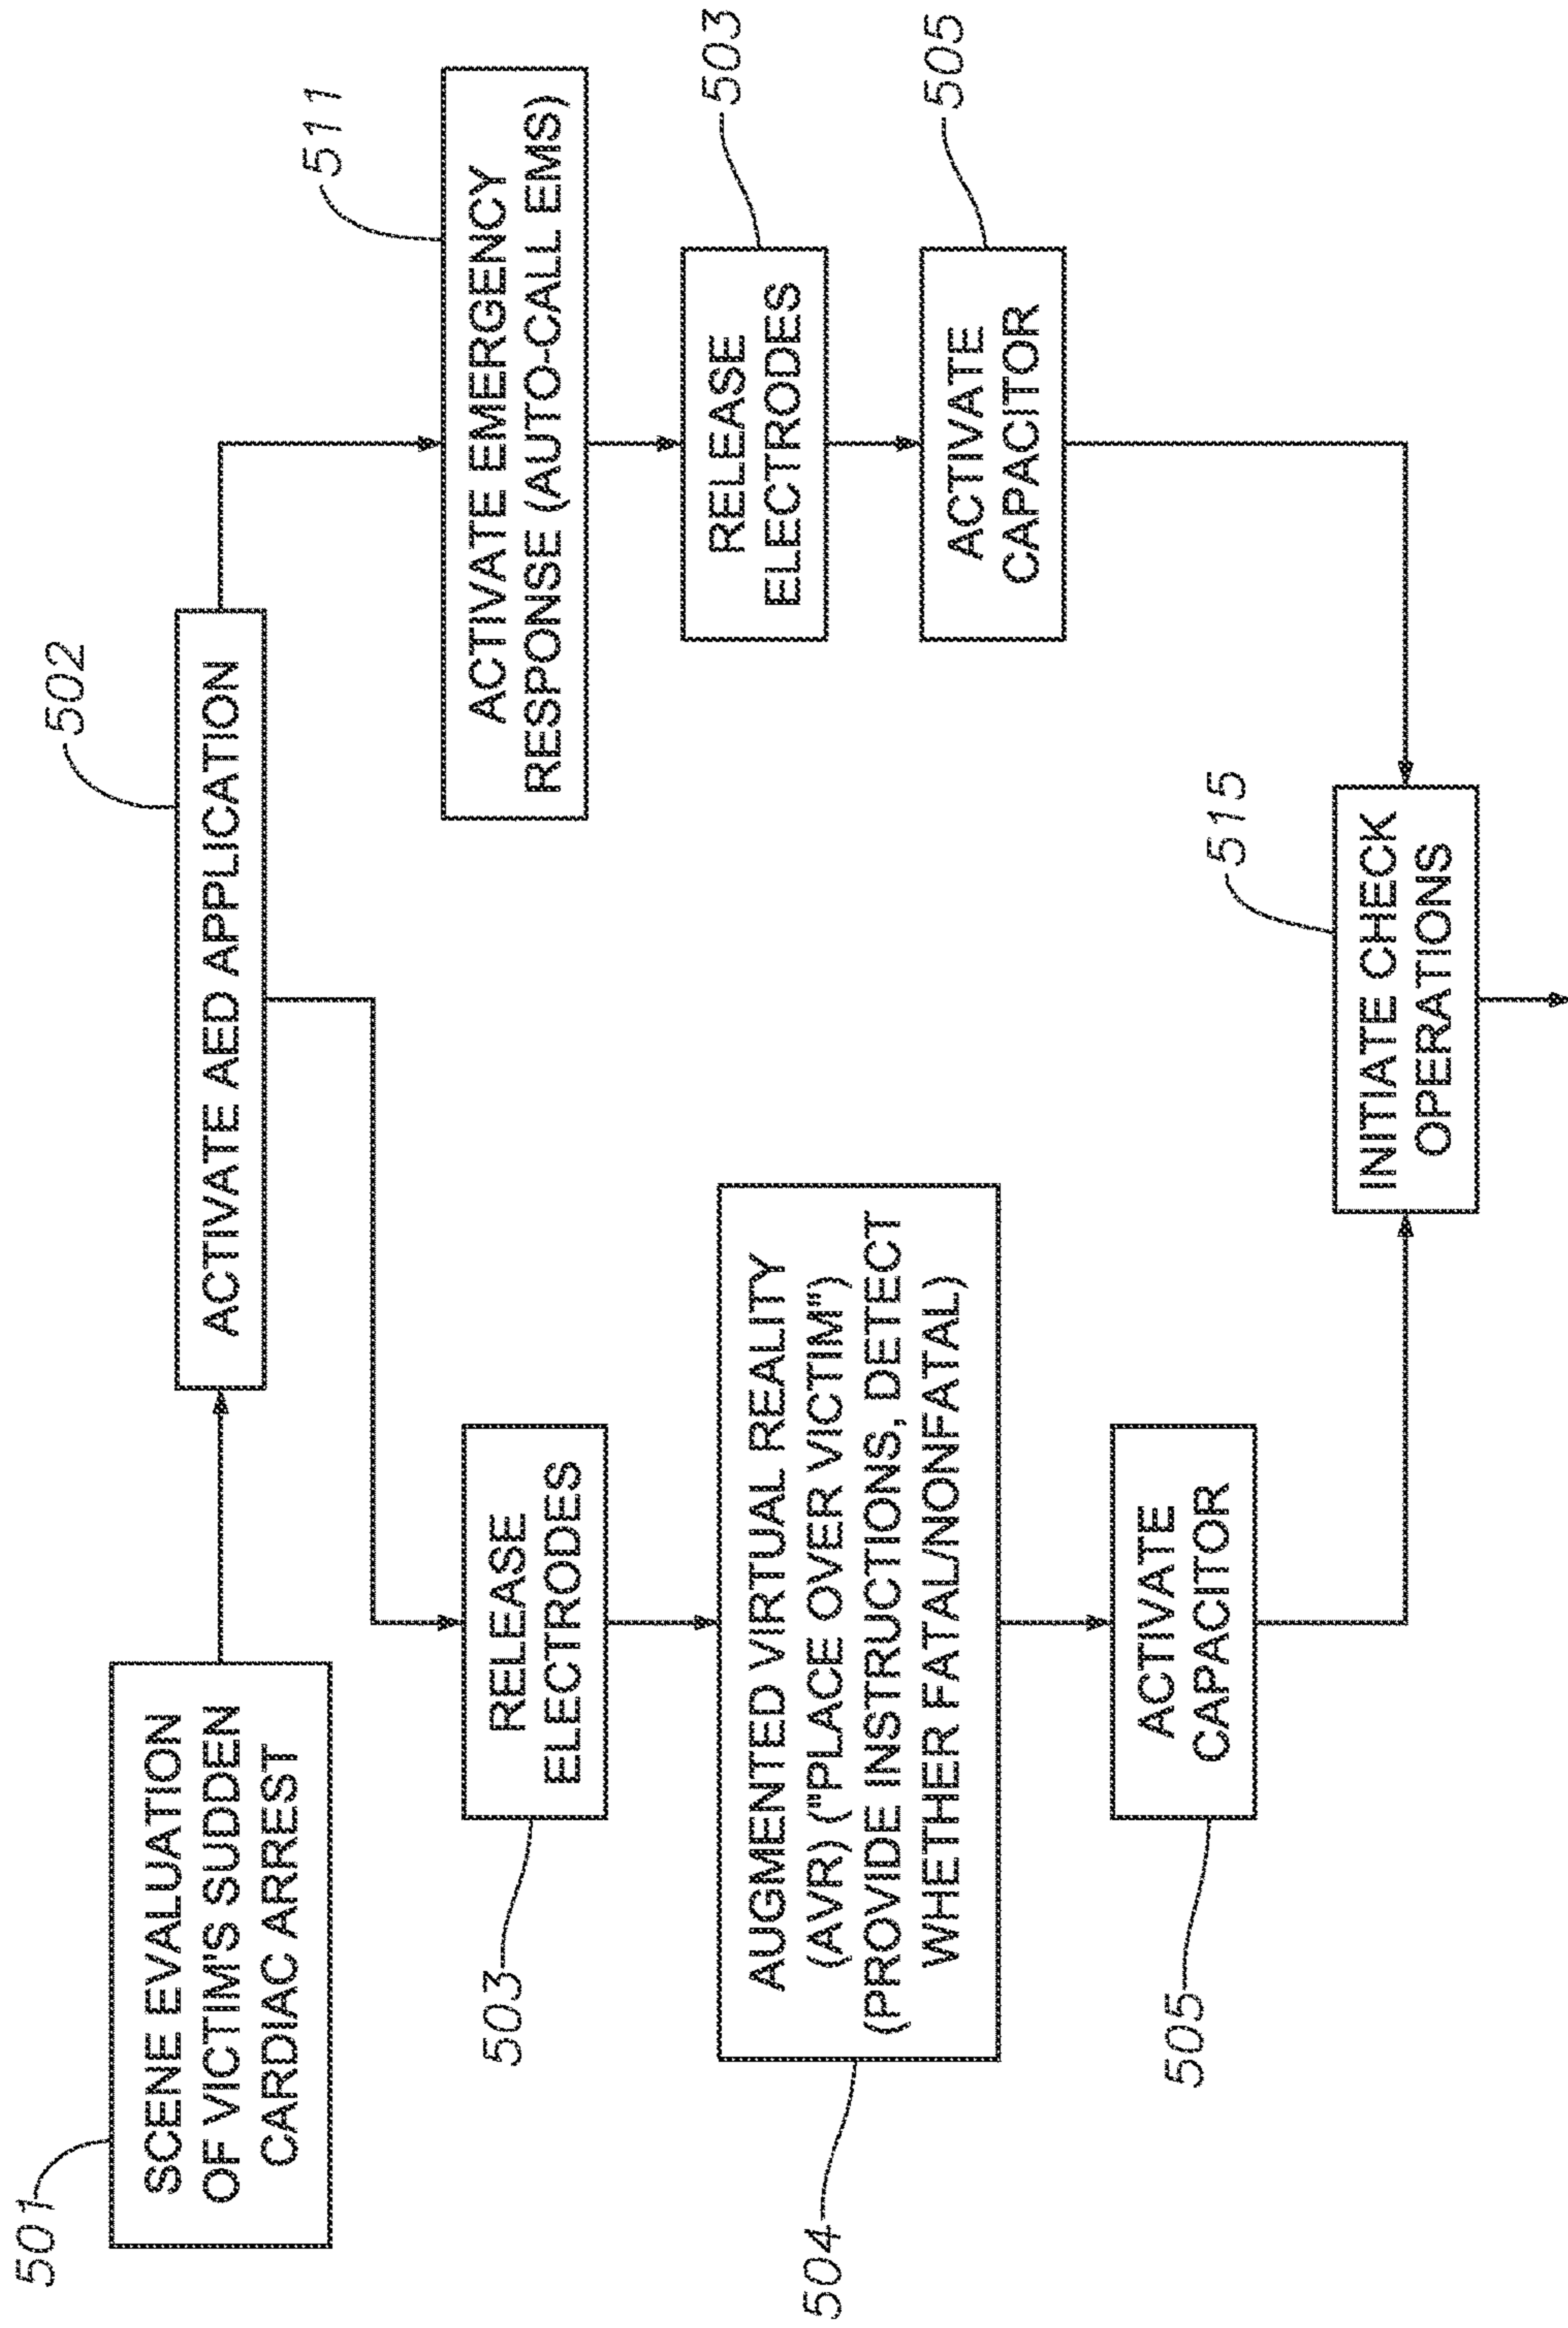 501
SCENE EVALUATION
OF VICTIM'S SUDDEN
CARDIAC ARREST
502
ACTIVATE AED APPLICATION
503
RELEASE
ELECTRODES
504
AUGMENTED VIRTUAL REALITY
(AVR) ("PLACE OVER VICTIM")
(PROVIDE INSTRUCTIONS, DETECT
WHETHER FATAL/NONFATAL)
505
ACTIVATE
CAPACITOR
511
ACTIVATE EMERGENCY
RESPONSE (AUTO-CALL EMS)
503
RELEASE
ELECTRODES
505
ACTIVATE
CAPACITOR
515
INITIATE CHECK
OPERATIONS